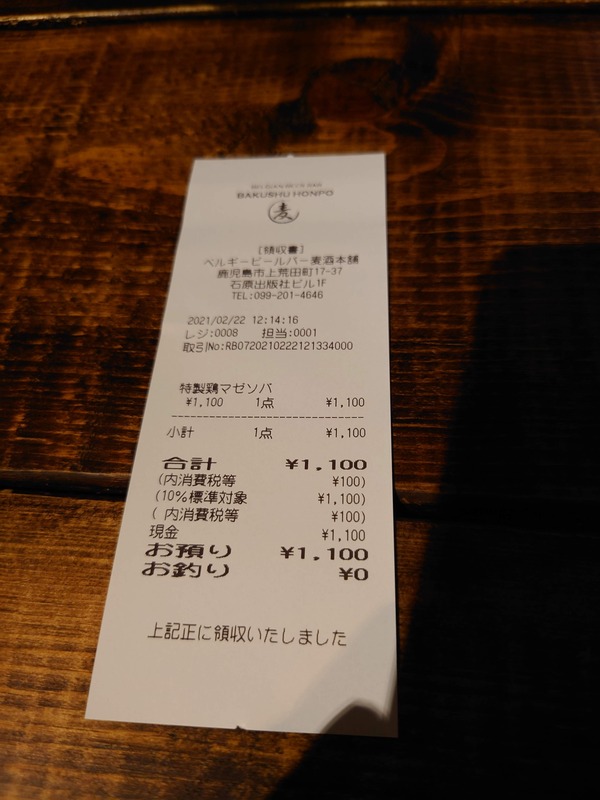 BELGIAN BEER BAR
BAKUSHU HONPO
麦
[領収書]
ベルギービールバー麦酒本舗
鹿児島市上荒田町17-37
石原出版社ビル1F
TEL:099-201-4646
2021/02/22 12:14:16
レジ:0008 担当:0001
取引No:RB0720210222121334000
特製鶏マゼソバ
¥1,100 1点 ¥1,100
小計 1点 ¥1,100
合計 ¥1,100
(内消費税等 ¥100)
(10%標準対象 ¥1,100)
( 内消費税等 ¥100)
現金 ¥1,100
お預り ¥1,100
お釣り ¥0
上記正に領収いたしました